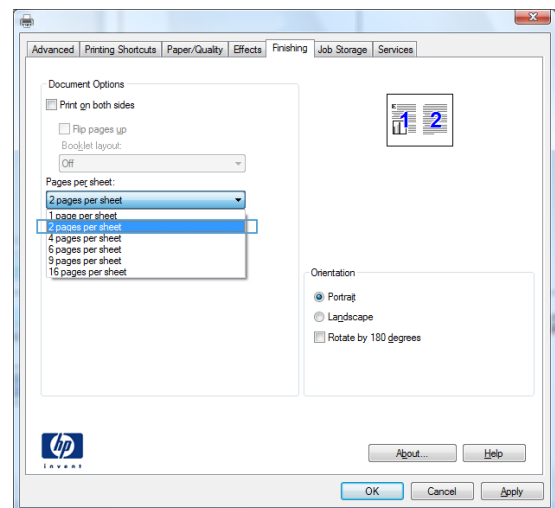 Advanced Printing Shortcuts Paper/Quality Effects Finishing Job Storage Services
Document Options
Print on both sides
Flip pages up
Booklet layout:
Off
Pages per sheet:
2 pages per sheet
1 page per sheet
2 pages per sheet
4 pages per sheet
6 pages per sheet
9 pages per sheet
16 pages per sheet
1 2
Orientation
Portrait
Landscape
Rotate by 180 degrees
hp
invent
About... Help
OK Cancel Apply